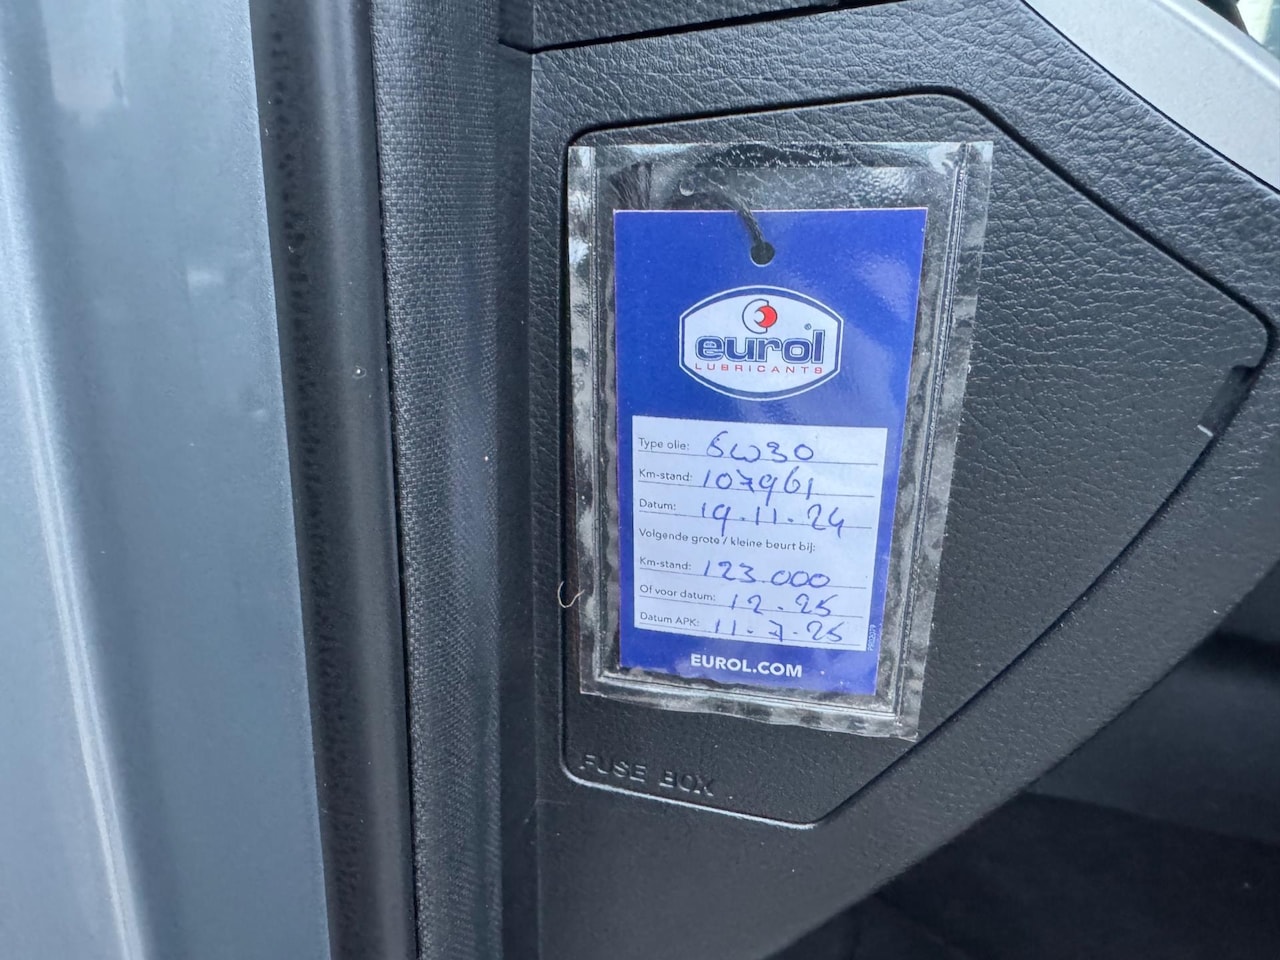 eurol
LUBRICANTS
Type olie: 5W30
Km-stand: 107961
Datum: 19.11.24
Volgende grote / kleine beurt bij:
Km-stand: 123.000
Of voor datum: 12.25
Datum APK: 11.7.25
EUROL.COM
FUSE BOX